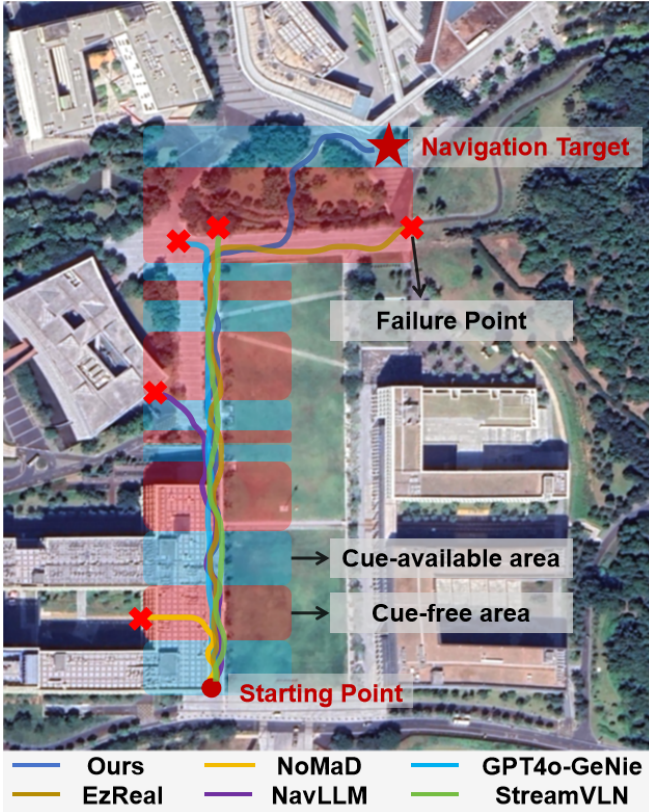 Navigation Target
Failure Point
Cue-available area
Cue-free area
Starting Point
Ours
NoMaD
GPT4o-GeNie
EzReal
NavLLM
StreamVLN